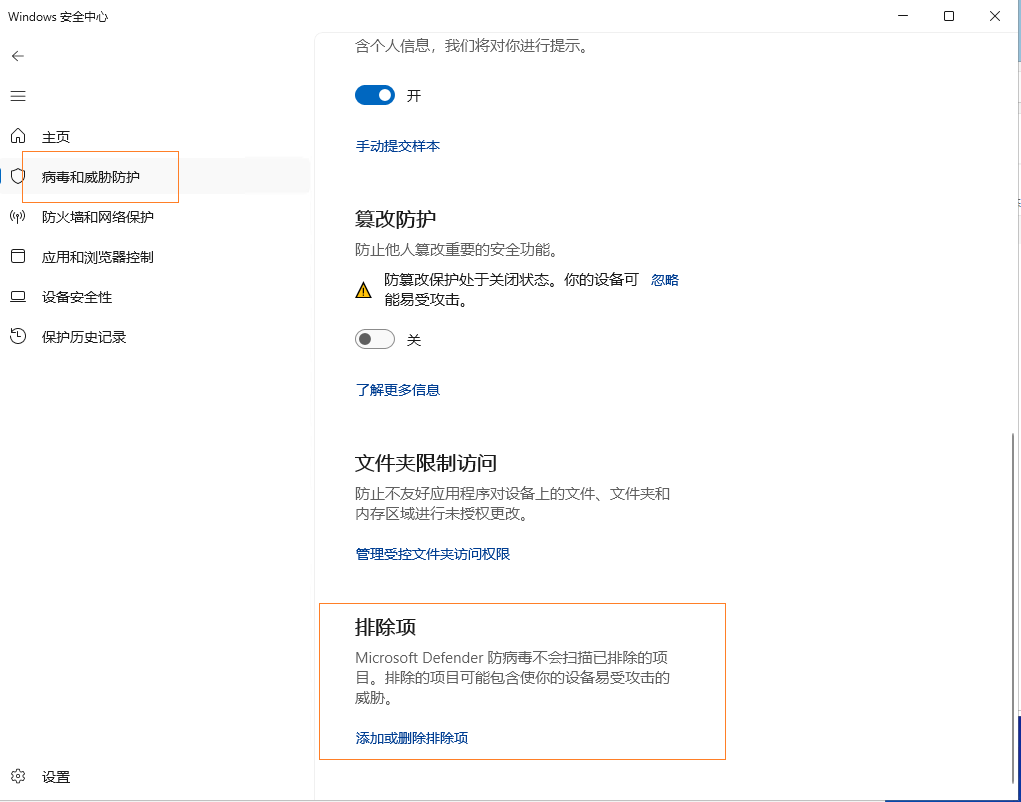 Windows 安全中心
主页
病毒和威胁防护
防火墙和网络保护
应用和浏览器控制
设备安全性
保护历史记录
设置
含个人信息，我们将对你进行提示。
开
手动提交样本
篡改防护
防止他人篡改重要的安全功能。
防篡改保护处于关闭状态。你的设备可 忽略
能易受攻击。
关
了解更多信息
文件夹限制访问
防止不友好应用程序对设备上的文件、文件夹和
内存区域进行未授权更改。
管理受控文件夹访问权限
排除项
Microsoft Defender 防病毒不会扫描已排除的项
目。排除的项目可能包含使你的设备易受攻击的
威胁。
添加或删除排除项